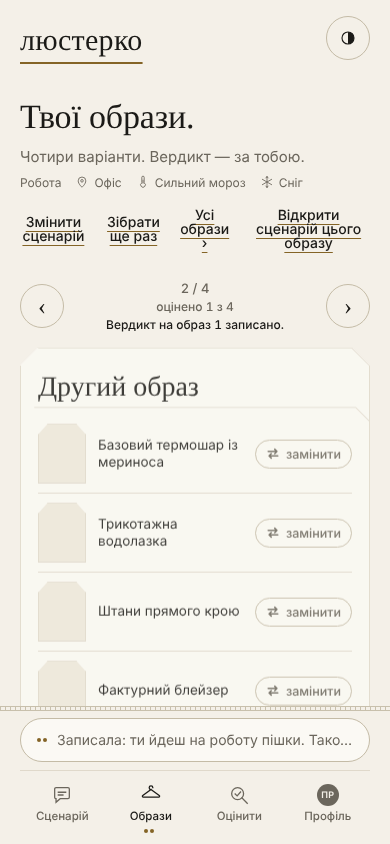 люстерко
Твої образи.
Чотири варіанти. Вердикт — за тобою.
Робота Офіс Сильний мороз Сніг
Змінити
сценарій
Зібрати
ще раз
Усі
образи
›
Відкрити
сценарій цього
образу
‹
2 / 4
оцінено 1 з 4
Вердикт на образ 1 записано.
›
Другий образ
Базовий термошар із
мериноса
замінити
Трикотажна
водолазка
замінити
Штани прямого крою
замінити
Фактурний блейзер
замінити
Записала: ти йдеш на роботу пішки. Тако...
Сценарій
Образи
Оцінити
ПР
Профіль